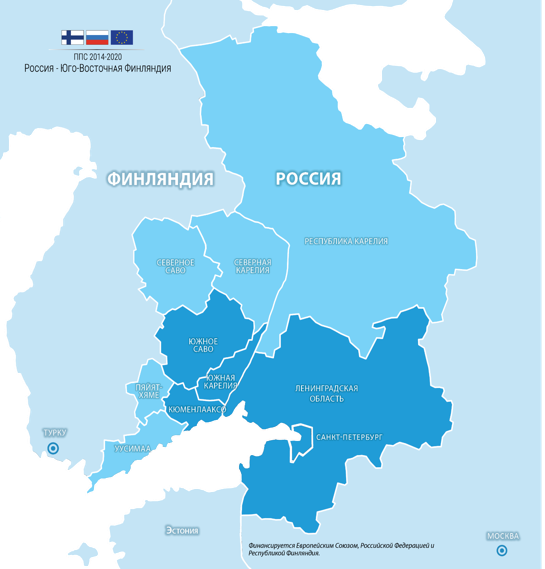 ППС 2014-2020
Россия - Юго-Восточная Финляндия
ФИНЛЯНДИЯ
РОССИЯ
РЕСПУБЛИКА КАРЕЛИЯ
СЕВЕРНОЕ
САВО
СЕВЕРНАЯ
КАРЕЛИЯ
ЮЖНОЕ
САВО
ЮЖНАЯ
КАРЕЛИЯ
ПЯЙЯТ-
ХЯМЕ
КЮМЕНЛААКСО
ЛЕНИНГРАДСКАЯ
ОБЛАСТЬ
ТУРКУ
УУСИМАА
САНКТ-ПЕТЕРБУРГ
Эстония
МОСКВА
Финансируется Европейским Союзом, Российской Федерацией и
Республикой Финляндия.